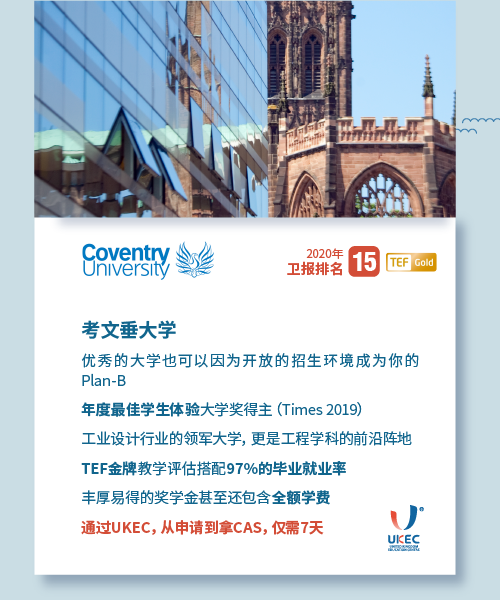 Coventry
University
2020年
卫报排名
15
TEF Gold
考文垂大学
优秀的大学也可以因为开放的招生环境成为你的
Plan-B
年度最佳学生体验大学奖得主（Times 2019）
工业设计行业的领军大学，更是工程学科的前沿阵地
TEF金牌教学评估搭配97%的毕业就业率
丰厚易得的奖学金甚至还包含全额学费
通过UKEC，从申请到拿CAS，仅需7天
UKEC
UNITED KINGDOM
EDUCATION CENTRE